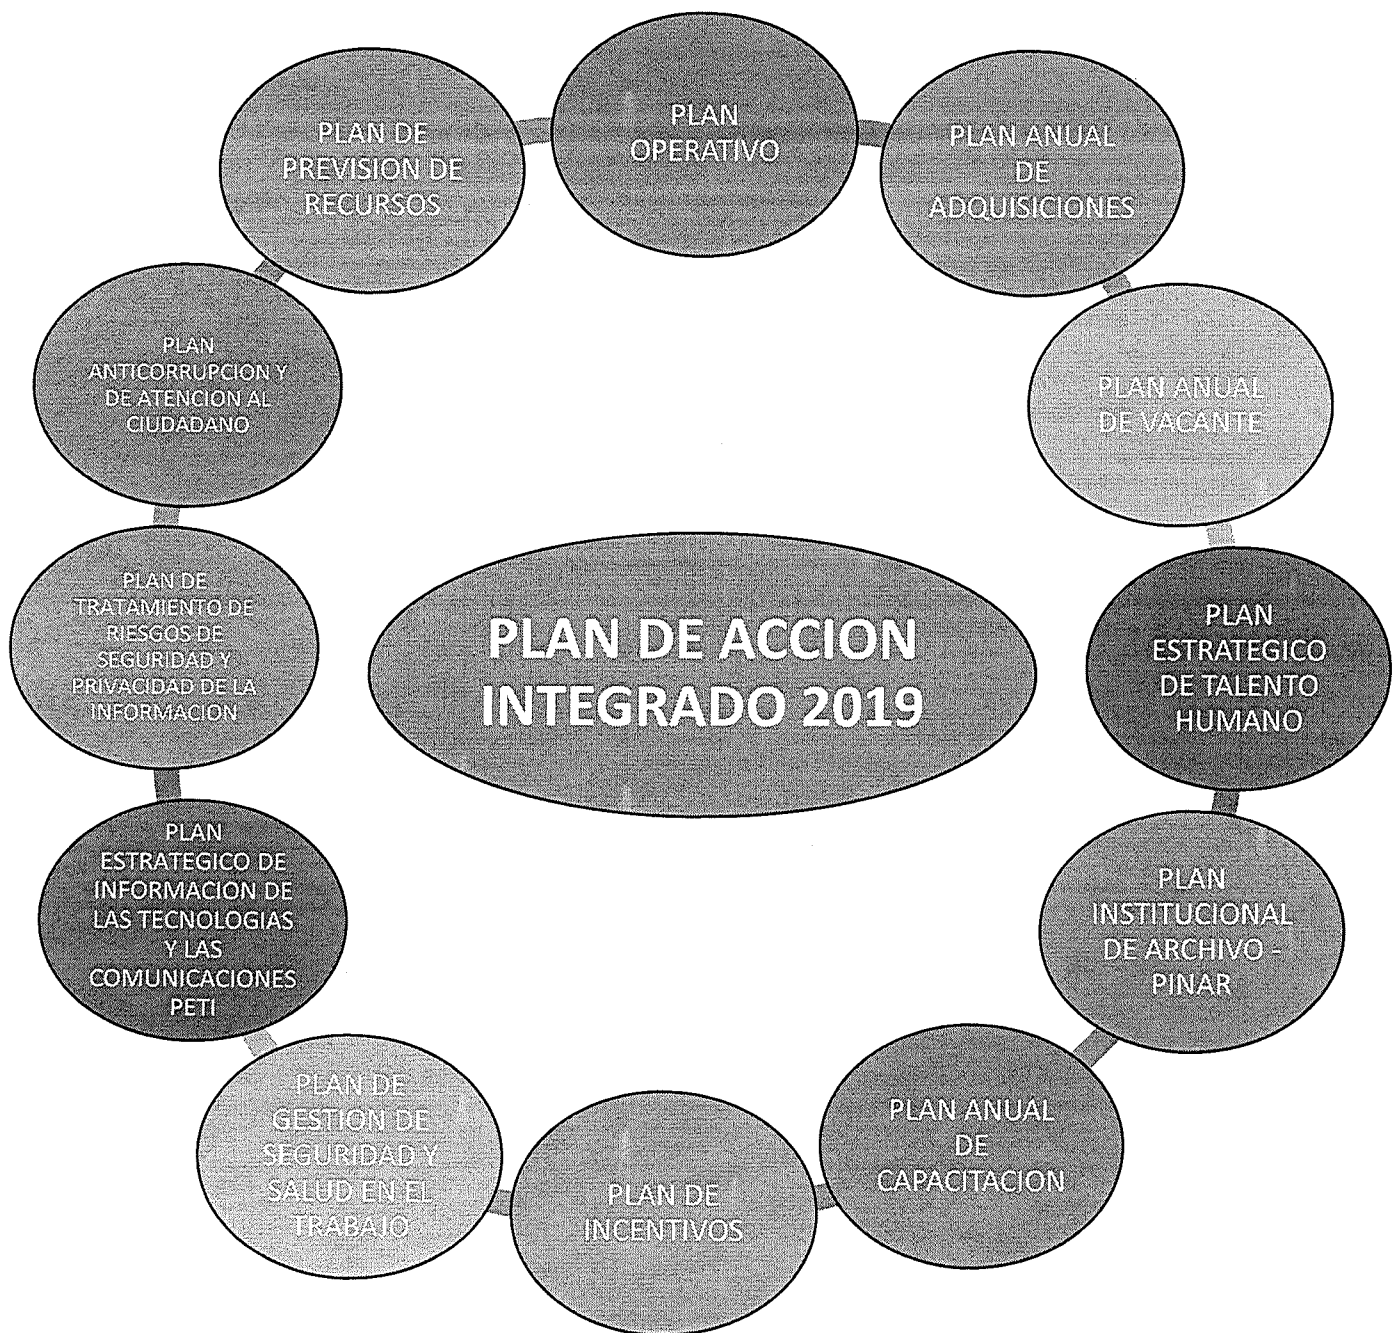 PLAN
OPERATIVO
PLAN ANUAL
DE
ADQUISICIONES
PLAN ANUAL
DE VACANTE
PLAN
ESTRATEGICO
DE TALENTO
HUMANO
PLAN
INSTITUCIONAL
DE ARCHIVO -
PINAR
PLAN ANUAL
DE
CAPACITACION
PLAN DE
INCENTIVOS
PLAN DE
GESTION DE
SEGURIDAD Y
SALUD EN EL
TRABAJO
PLAN
ESTRATEGICO DE
INFORMACION DE
LAS TECNOLOGIAS
Y LAS
COMUNICACIONES
PETI
PLAN DE
TRATAMIENTO DE
RIESGOS DE
SEGURIDAD Y
PRIVACIDAD DE LA
INFORMACION
PLAN
ANTICORRUPCION Y
DE ATENCION AL
CIUDADANO
PLAN DE
PREVISION DE
RECURSOS
PLAN DE ACCION
INTEGRADO 2019